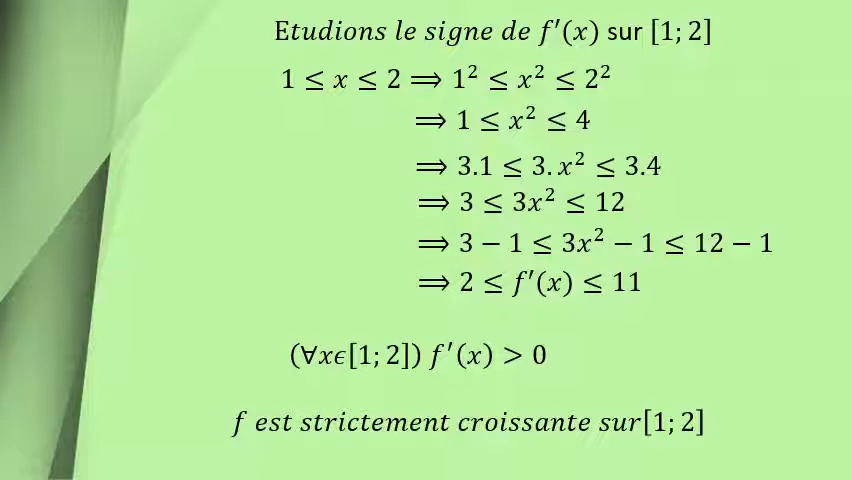 Etudions le signe de f′(x) sur [1; 2]
1 ≤ x ≤ 2 ⟹ 1² ≤ x² ≤ 2²
⟹ 1 ≤ x² ≤ 4
⟹ 3.1 ≤ 3. x² ≤ 3.4
⟹ 3 ≤ 3x² ≤ 12
⟹ 3 − 1 ≤ 3x² − 1 ≤ 12 − 1
⟹ 2 ≤ f′(x) ≤ 11
(∀xϵ[1; 2]) f′(x) > 0
f est strictement croissante sur[1; 2]